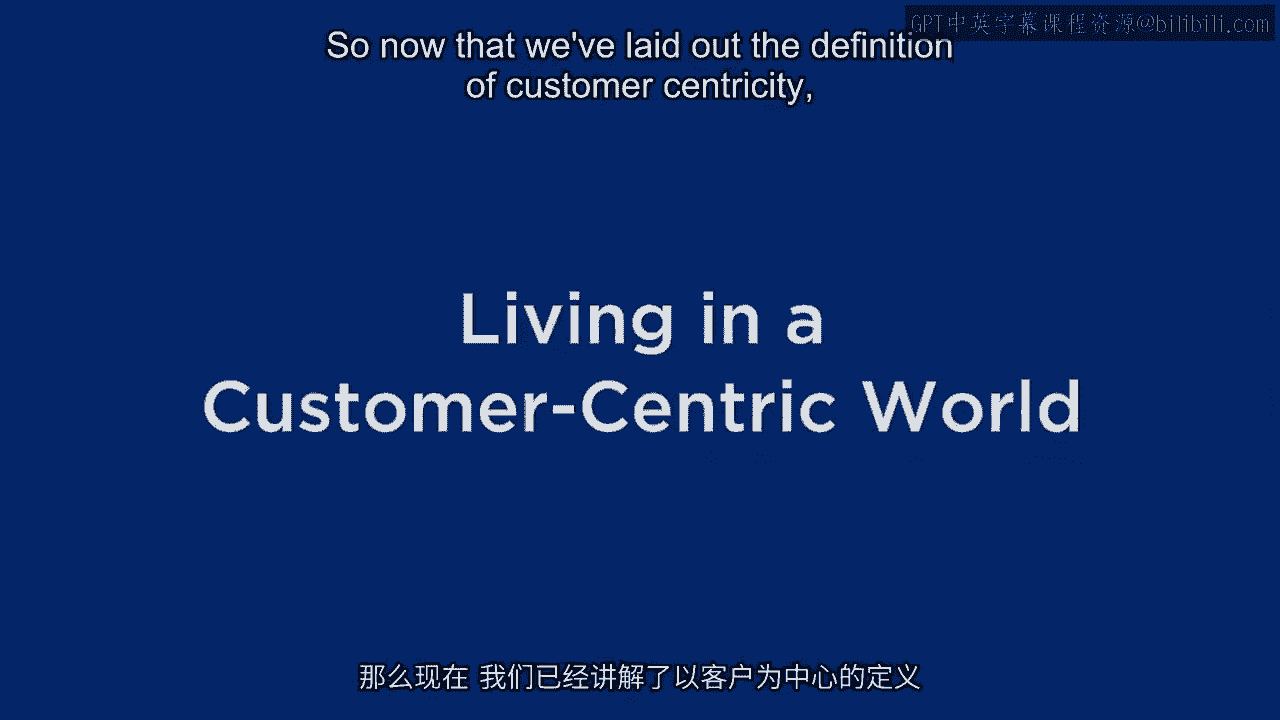 GPT中英字幕课程资源@bilibili.com
So now that we've laid out the definition
of customer centricity,
Living in a
Customer-Centric World
那么现在 我们已经讲解了以客户为中心的定义